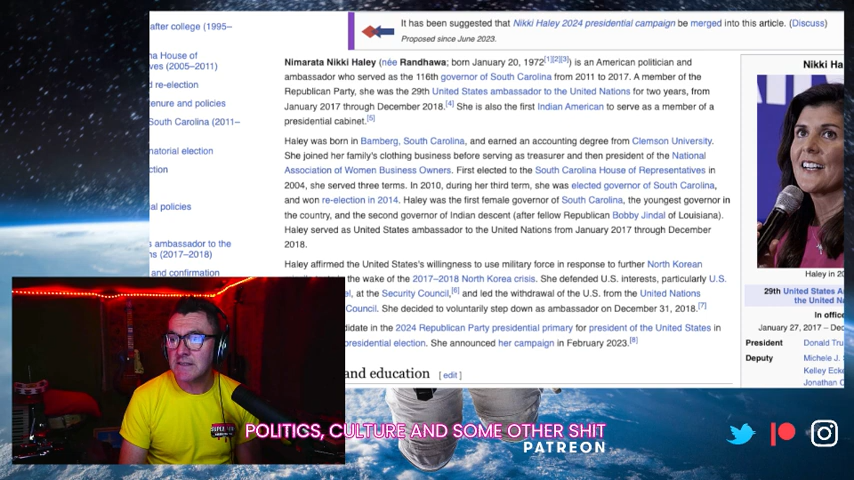 It has been suggested that Nikki Haley 2024 presidential campaign be merged into this article. (Discuss)
Proposed since June 2023.
after college (1995–
na House of
ves (2005–2011)
d re-election
enure and policies
South Carolina (2011–
natorial election
ction
al policies
s ambassador to the
ns (2017–2018)
and confirmation
Nimarata Nikki Haley (née Randhawa; born January 20, 1972[1][2][3]) is an American politician and
ambassador who served as the 116th governor of South Carolina from 2011 to 2017. A member of the
Republican Party, she was the 29th United States ambassador to the United Nations for two years, from
January 2017 through December 2018.[4] She is also the first Indian American to serve as a member of a
presidential cabinet.[5]
Haley was born in Bamberg, South Carolina, and earned an accounting degree from Clemson University.
She joined her family's clothing business before serving as treasurer and then president of the National
Association of Women Business Owners. First elected to the South Carolina House of Representatives in
2004, she served three terms. In 2010, during her third term, she was elected governor of South Carolina,
and won re-election in 2014. Haley was the first female governor of South Carolina, the youngest governor in
the country, and the second governor of Indian descent (after fellow Republican Bobby Jindal of Louisiana).
Haley served as United States ambassador to the United Nations from January 2017 through December
2018.
Haley affirmed the United States's willingness to use military force in response to further North Korean
the wake of the 2017–2018 North Korea crisis. She defended U.S. interests, particularly U.S.
el, at the Security Council,[6] and led the withdrawal of the U.S. from the United Nations
Council. She decided to voluntarily step down as ambassador on December 31, 2018.[7]
didate in the 2024 Republican Party presidential primary for president of the United States in
presidential election. She announced her campaign in February 2023.[8]
and education [ edit ]
Nikki Ha
Haley in 20
29th United States A
the United Na
In offic
January 27, 2017 – Dec
President Donald Tru
Deputy Michele J.
Kelley Ecke
Jonathan C
SUPER
POLITICS, CULTURE AND SOME OTHER SHIT
PATREON